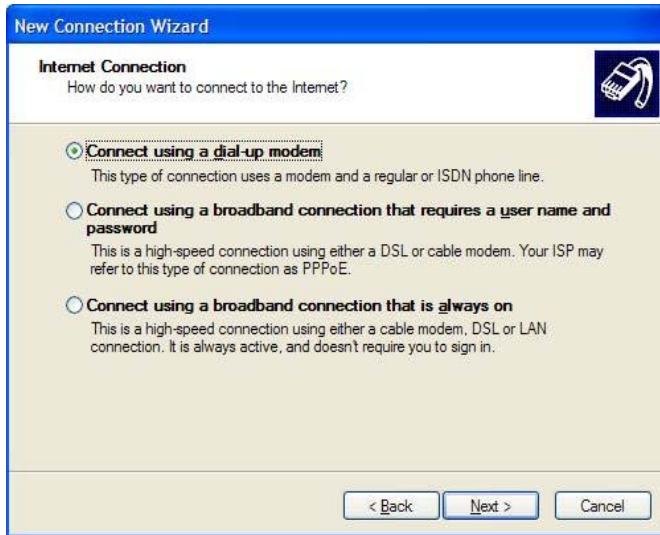 New Connection Wizard
Internet Connection
How do you want to connect to the Internet?
Connect using a dial-up modem
This type of connection uses a modem and a regular or ISDN phone line.
Connect using a broadband connection that requires a user name and
password
This is a high-speed connection using either a DSL or cable modem. Your ISP may
refer to this type of connection as PPPoE.
Connect using a broadband connection that is always on
This is a high-speed connection using either a cable modem, DSL or LAN
connection. It is always active, and doesn't require you to sign in.
< Back
Next >
Cancel